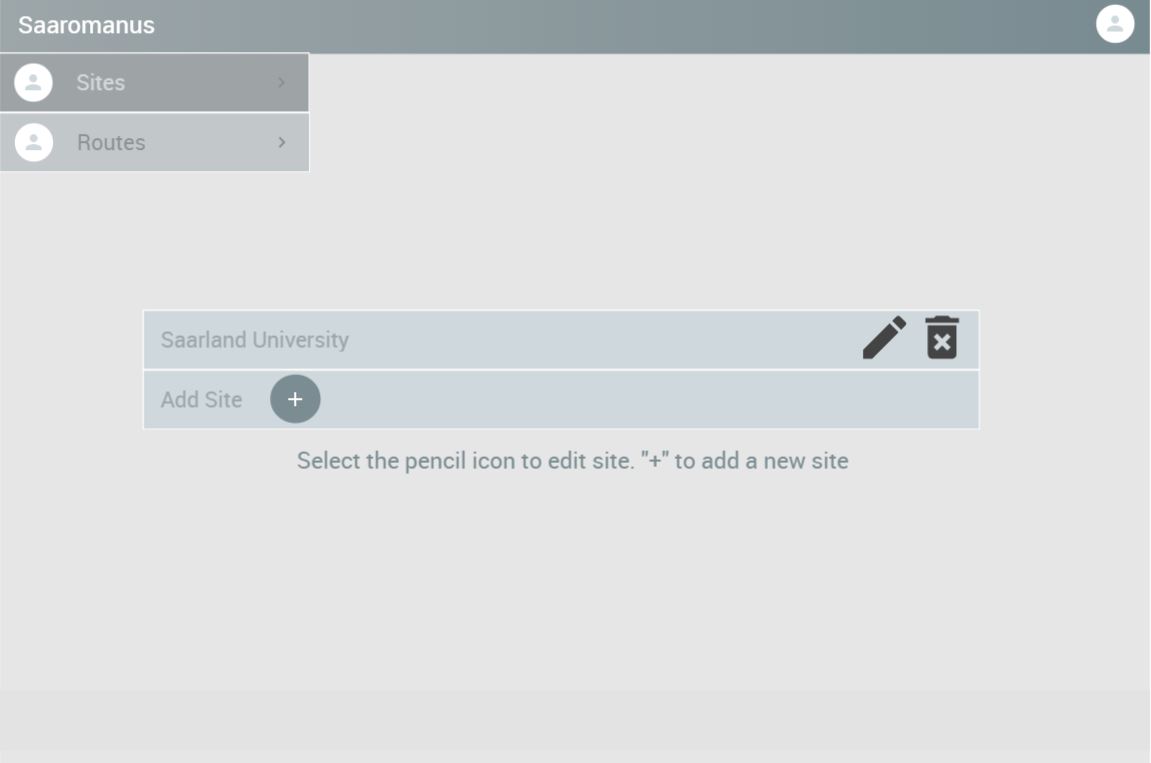 Saaromanus
Sites
Routes
Saarland University
Add Site
Select the pencil icon to edit site. "+" to add a new site